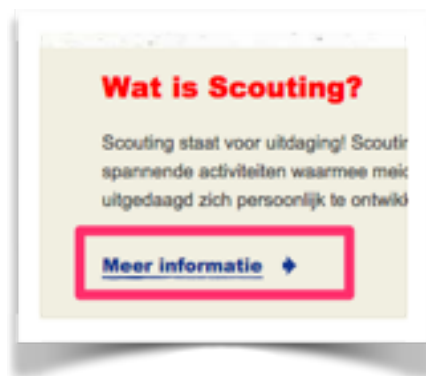 Wat is Scouting?
Scouting staat voor uitdaging! Scoutin
spannende activiteiten waarmee meid
uitgedaagd zich persoonlijk te ontwikk
Meer informatie